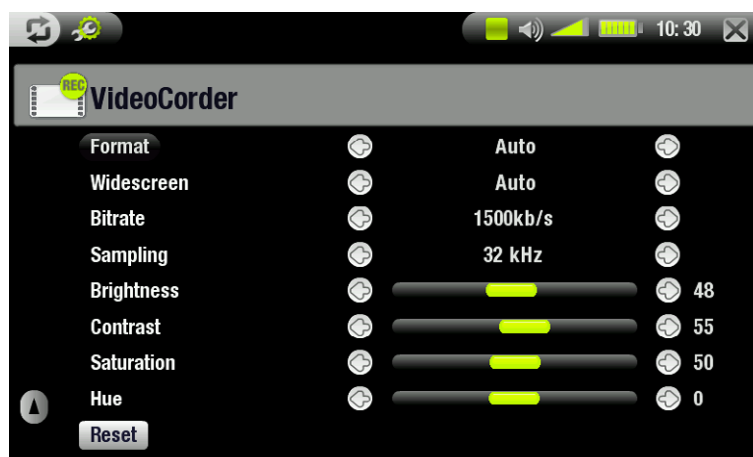 10:30
REC
VideoCorder
Format Auto
Widescreen Auto
Bitrate 1500kb/s
Sampling 32 kHz
Brightness 48
Contrast 55
Saturation 50
Hue 0
Reset